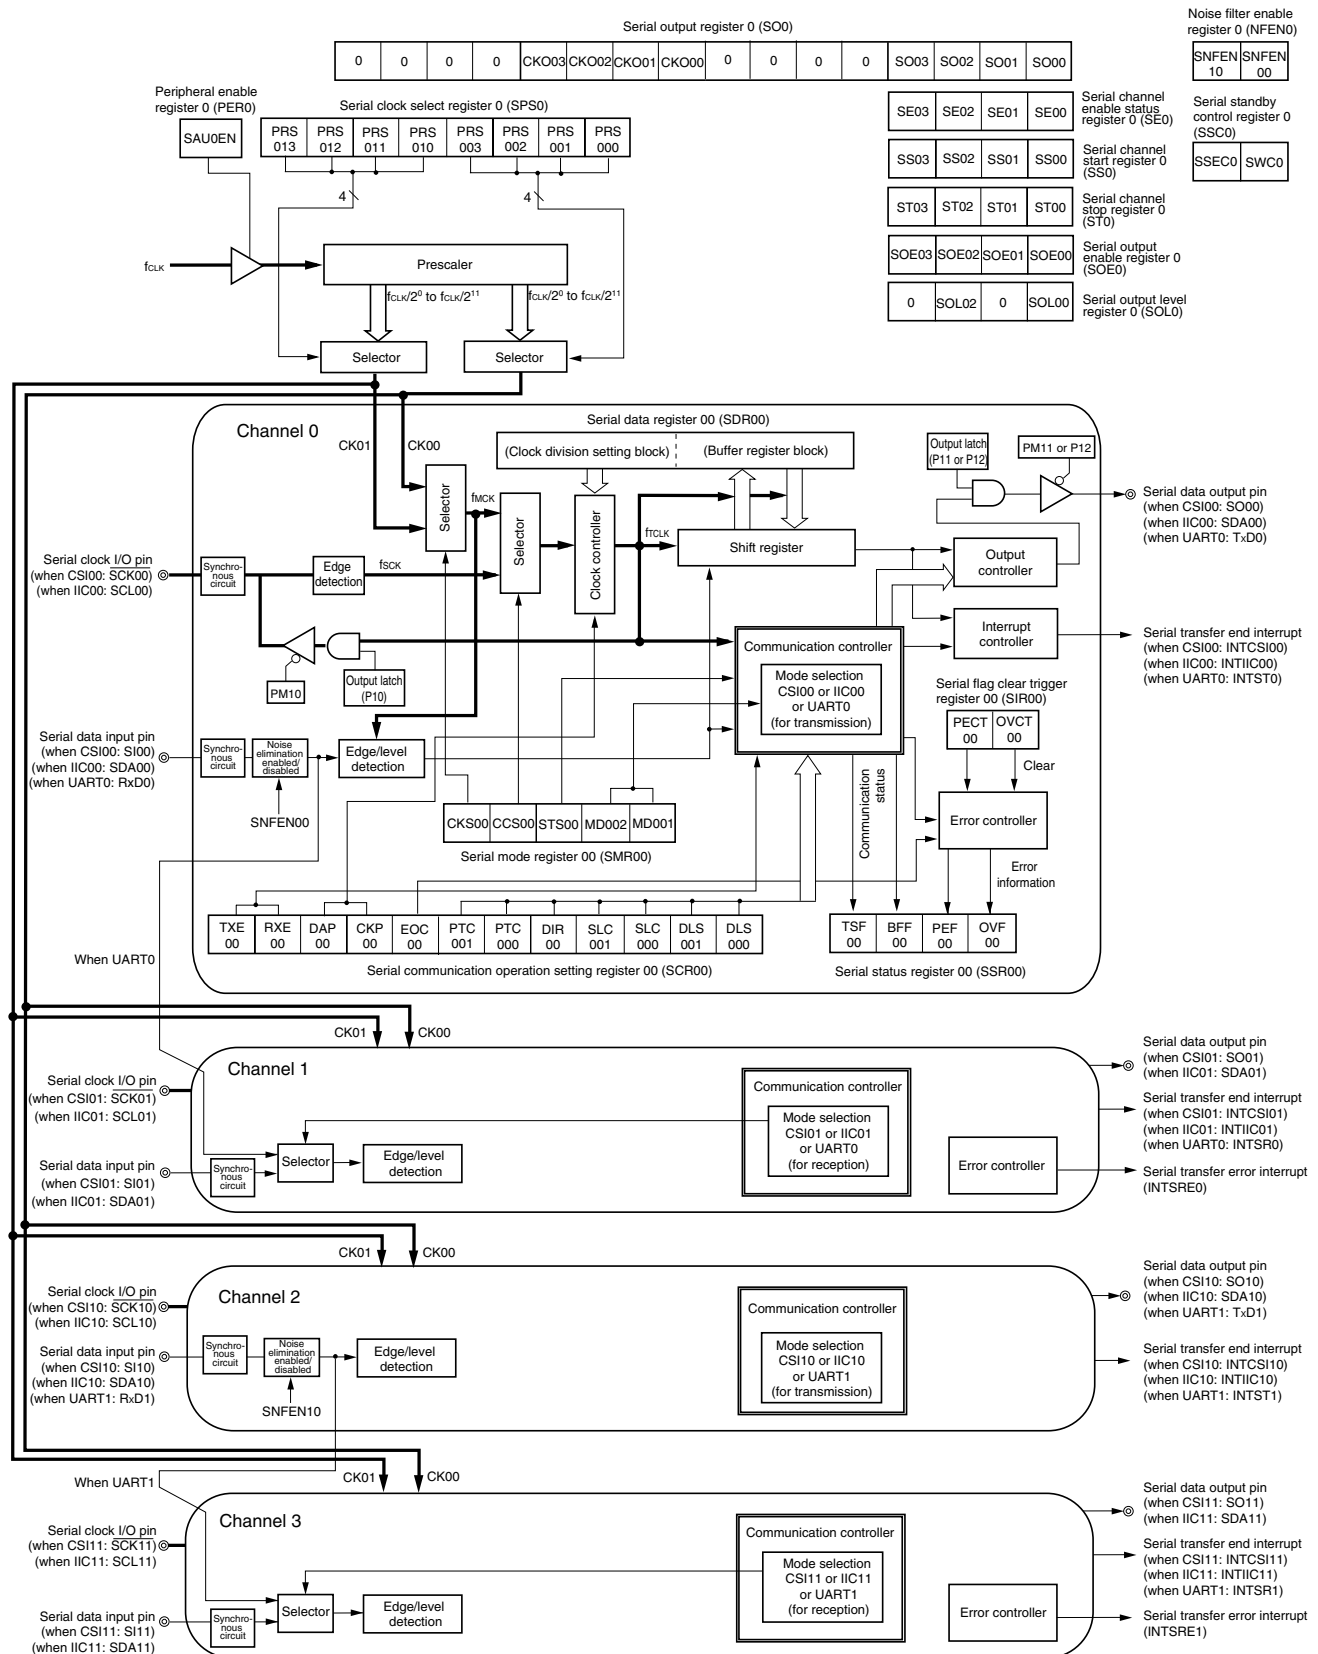 Serial output register 0 (SO0)
0 0 0 0 CKO03 CKO02 CKO01 CKO00 0 0 0 0 SO03 SO02 SO01 SO00
Noise filter enable
register 0 (NFEN0)
SNFEN SNFEN
10 00
Peripheral enable
register 0 (PER0)
SAU0EN
Serial clock select register 0 (SPS0)
PRS PRS PRS PRS PRS PRS PRS PRS
013 012 011 010 003 002 001 000
4
4
SE03 SE02 SE01 SE00
Serial channel
enable status
register 0 (SE0)
SS03 SS02 SS01 SS00
Serial channel
start register 0
(SS0)
ST03 ST02 ST01 ST00
Serial channel
stop register 0
(ST0)
SOE03 SOE02 SOE01 SOE00
Serial output
enable register 0
(SOE0)
0 SOL02 0 SOL00
Serial output level
register 0 (SOL0)
Serial standby
control register 0
(SSC0)
SSEC0 SWC0
fCLK
Prescaler
fCLK/2⁰ to fCLK/2¹¹
fCLK/2⁰ to fCLK/2¹¹
Selector
Selector
Channel 0
CK01
CK00
Serial data register 00 (SDR00)
(Clock division setting block)
(Buffer register block)
Output latch
(P11 or P12)
PM11 or P12
Selector
fMCK
Selector
Clock controller
fTCLK
Shift register
Output
controller
Serial data output pin
(when CSI00: SO00)
(when IIC00: SDA00)
(when UART0: TxD0)
Serial clock I/O pin
(when CSI00: SCK00)
(when IIC00: SCL00)
Synchro-
nous
circuit
Edge
detection
fSCK
PM10
Output latch
(P10)
Communication controller
Mode selection
CSI00 or IIC00
or UART0
(for transmission)
Interrupt
controller
Serial transfer end interrupt
(when CSI00: INTCSI00)
(when IIC00: INTIIC00)
(when UART0: INTST0)
Serial flag clear trigger
register 00 (SIR00)
PECT OVCT
00 00
Clear
Serial data input pin
(when CSI00: SI00)
(when IIC00: SDA00)
(when UART0: RxD0)
Synchro-
nous
circuit
Noise
elimination
enabled/
disabled
Edge/level
detection
SNFEN00
CKS00 CCS00 STS00 MD002 MD001
Serial mode register 00 (SMR00)
Communication
status
Error controller
Error
information
TXE RXE DAP CKP EOC PTC PTC DIR SLC SLC DLS DLS
00 00 00 00 00 001 000 00 001 000 001 000
Serial communication operation setting register 00 (SCR00)
TSF BFF PEF OVF
00 00 00 00
Serial status register 00 (SSR00)
When UART0
CK01
CK00
Channel 1
Serial clock I/O pin
(when CSI01: SCK01)
(when IIC01: SCL01)
Serial data input pin
(when CSI01: SI01)
(when IIC01: SDA01)
Synchro-
nous
circuit
Selector
Edge/level
detection
Communication controller
Mode selection
CSI01 or IIC01
or UART0
(for reception)
Error controller
Serial data output pin
(when CSI01: SO01)
(when IIC01: SDA01)
Serial transfer end interrupt
(when CSI01: INTCSI01)
(when IIC01: INTIIC01)
(when UART0: INTSR0)
Serial transfer error interrupt
(INTSRE0)
CK01
CK00
Channel 2
Serial clock I/O pin
(when CSI10: SCK10)
(when IIC10: SCL10)
Serial data input pin
(when CSI10: SI10)
(when IIC10: SDA10)
(when UART1: RxD1)
Synchro-
nous
circuit
Noise
elimination
enabled/
disabled
Edge/level
detection
SNFEN10
Communication controller
Mode selection
CSI10 or IIC10
or UART1
(for transmission)
Serial data output pin
(when CSI10: SO10)
(when IIC10: SDA10)
(when UART1: TxD1)
Serial transfer end interrupt
(when CSI10: INTCSI10)
(when IIC10: INTIIC10)
(when UART1: INTST1)
When UART1
CK01
CK00
Channel 3
Serial clock I/O pin
(when CSI11: SCK11)
(when IIC11: SCL11)
Serial data input pin
(when CSI11: SI11)
(when IIC11: SDA11)
Synchro-
nous
circuit
Selector
Edge/level
detection
Communication controller
Mode selection
CSI11 or IIC11
or UART1
(for reception)
Error controller
Serial data output pin
(when CSI11: SO11)
(when IIC11: SDA11)
Serial transfer end interrupt
(when CSI11: INTCSI11)
(when IIC11: INTIIC11)
(when UART1: INTSR1)
Serial transfer error interrupt
(INTSRE1)